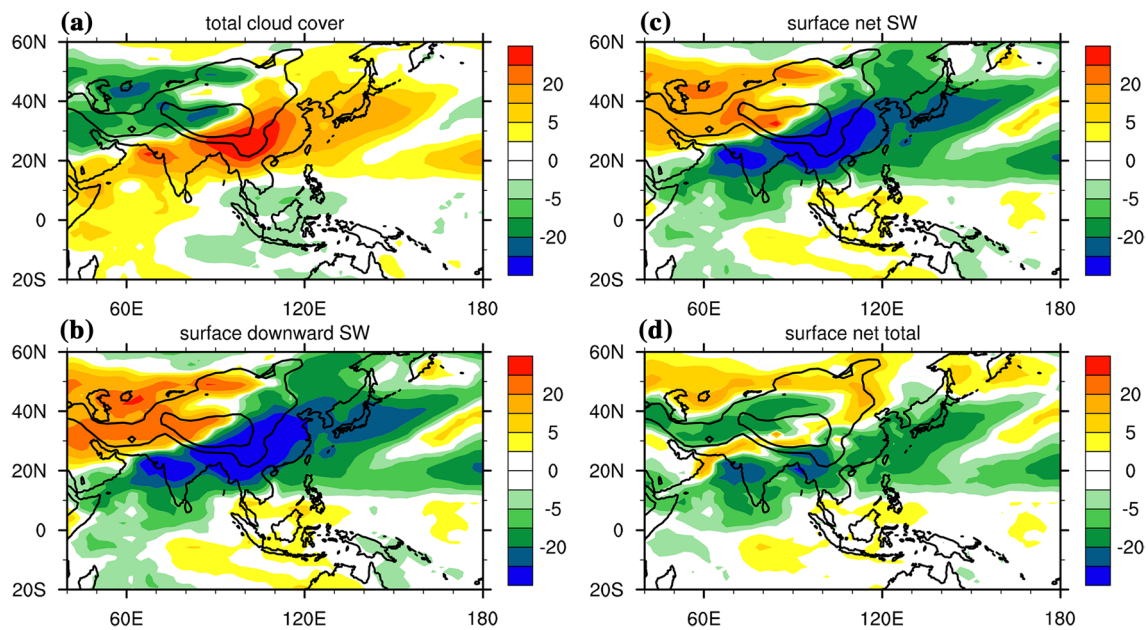 (a) total cloud cover
60N
40N
20N
0
20S
60E 120E 180
20
5
0
-5
-20
(c) surface net SW
60N
40N
20N
0
20S
60E 120E 180
20
5
0
-5
-20
(b) surface downward SW
60N
40N
20N
0
20S
60E 120E 180
20
5
0
-5
-20
(d) surface net total
60N
40N
20N
0
20S
60E 120E 180
20
5
0
-5
-20